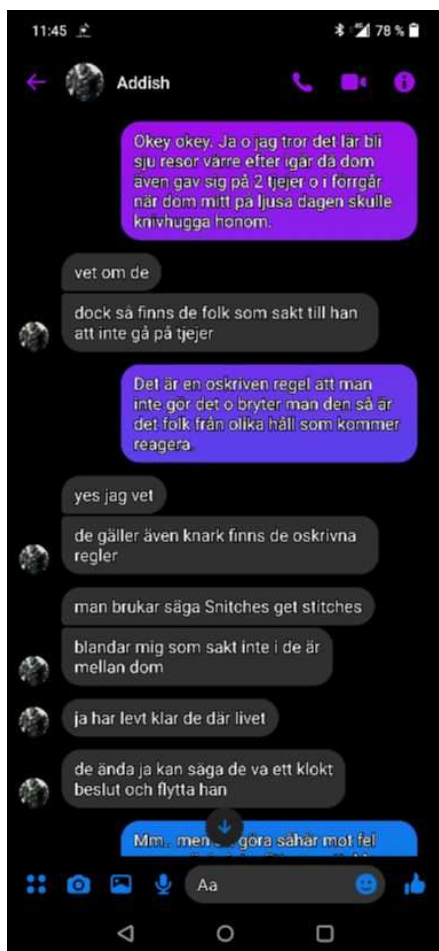 11:45
4G 78 %
Addish
Okey okey. Ja o jag tror det lär bli
sju resor värre efter igår då dom
även gav sig på 2 tjejer o i förrgår
när dom mitt på ljusa dagen skulle
knivhugga honom.
vet om de
dock så finns de folk som sakt till han
att inte gå på tjejer
Det är en oskriven regel att man
inte gör det o bryter man den så är
det folk från olika håll som kommer
reagera.
yes jag vet
de gäller även knark finns de oskrivna
regler
man brukar säga Snitches get stitches
blandar mig som sakt inte i de är
mellan dom
ja har levt klar de där livet
de ända ja kan säga de va ett klokt
beslut och flytta han
Mm.. men göra såhär mot fel
Aa